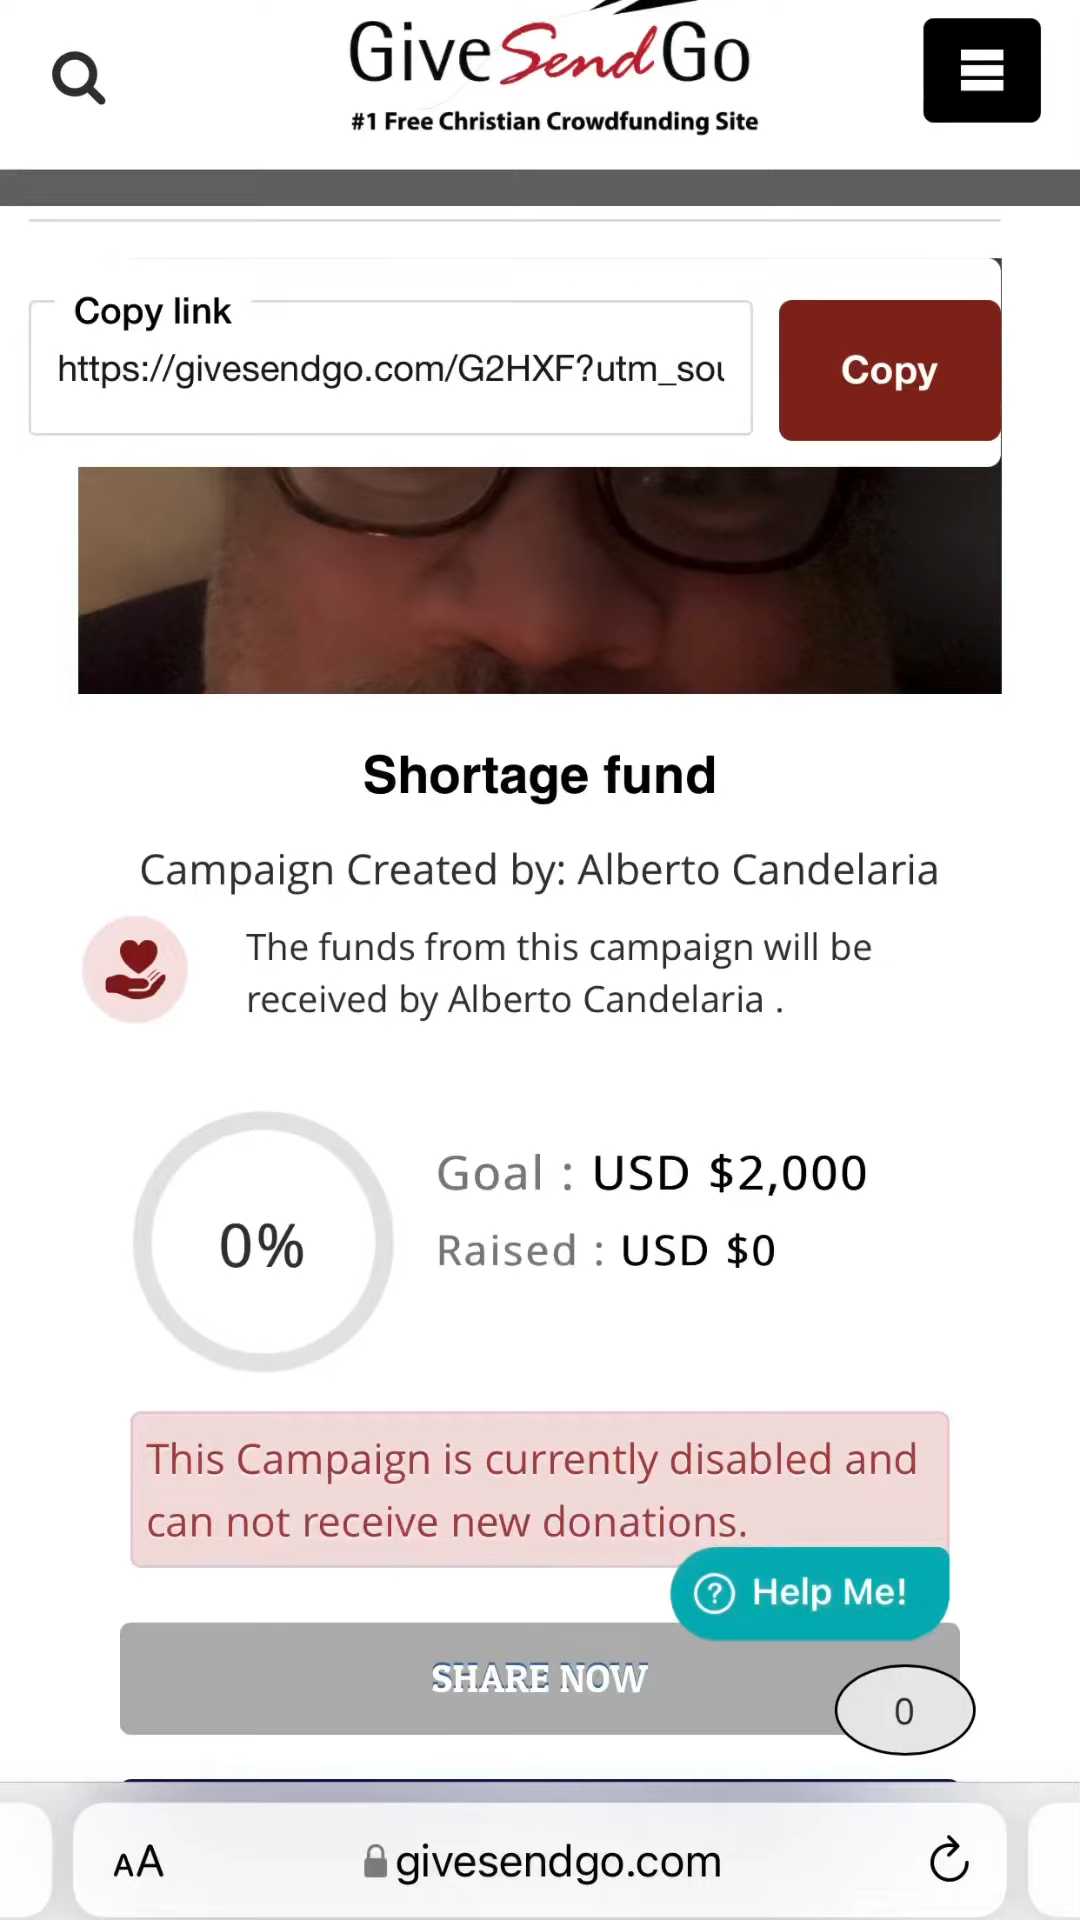 GiveSendGo
#1 Free Christian Crowdfunding Site
Copy link
https://givesendgo.com/G2HXF?utm_sou
Copy
Shortage fund
Campaign Created by: Alberto Candelaria
The funds from this campaign will be
received by Alberto Candelaria .
0%
Goal : USD $2,000
Raised : USD $0
This Campaign is currently disabled and
can not receive new donations.
Help Me!
SHARE NOW
0
AA
givesendgo.com